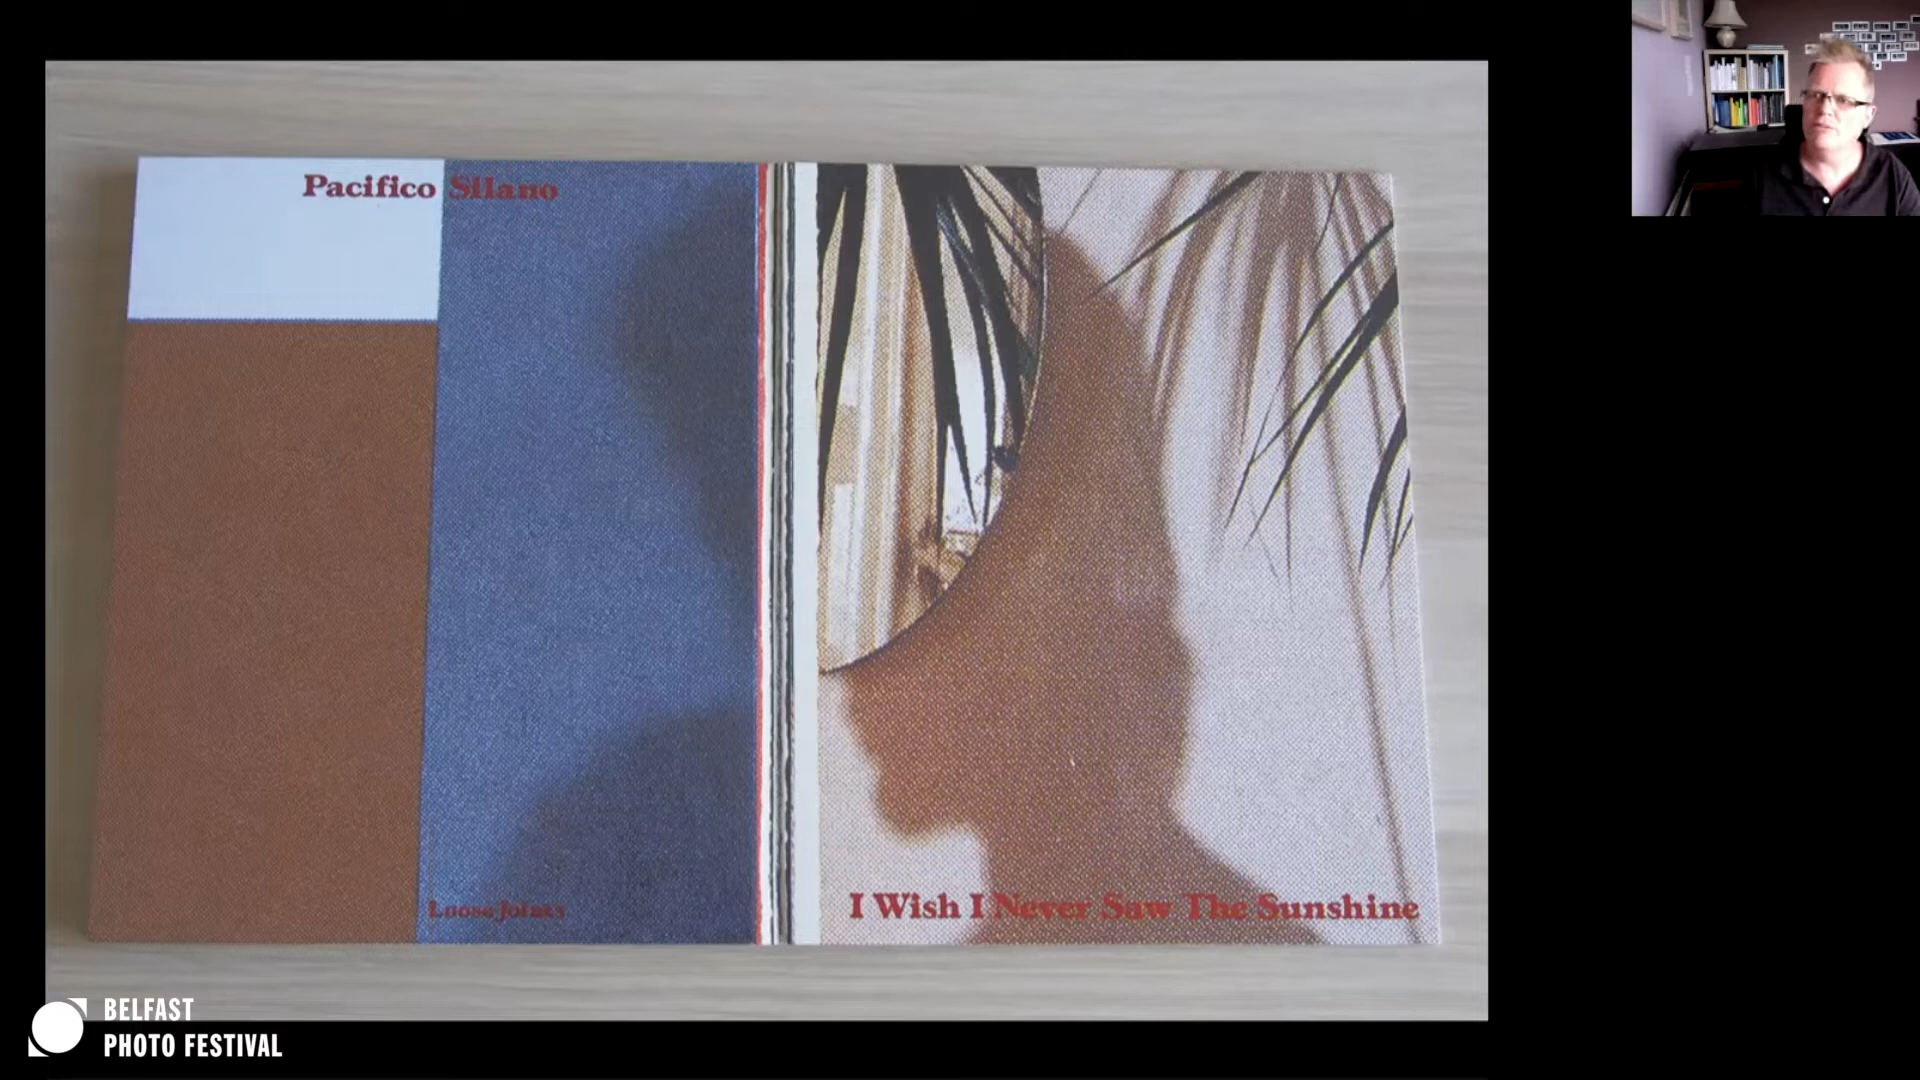 Pacifico Silano
Loose Joints
I Wish I Never Saw The Sunshine
BELFAST
PHOTO FESTIVAL